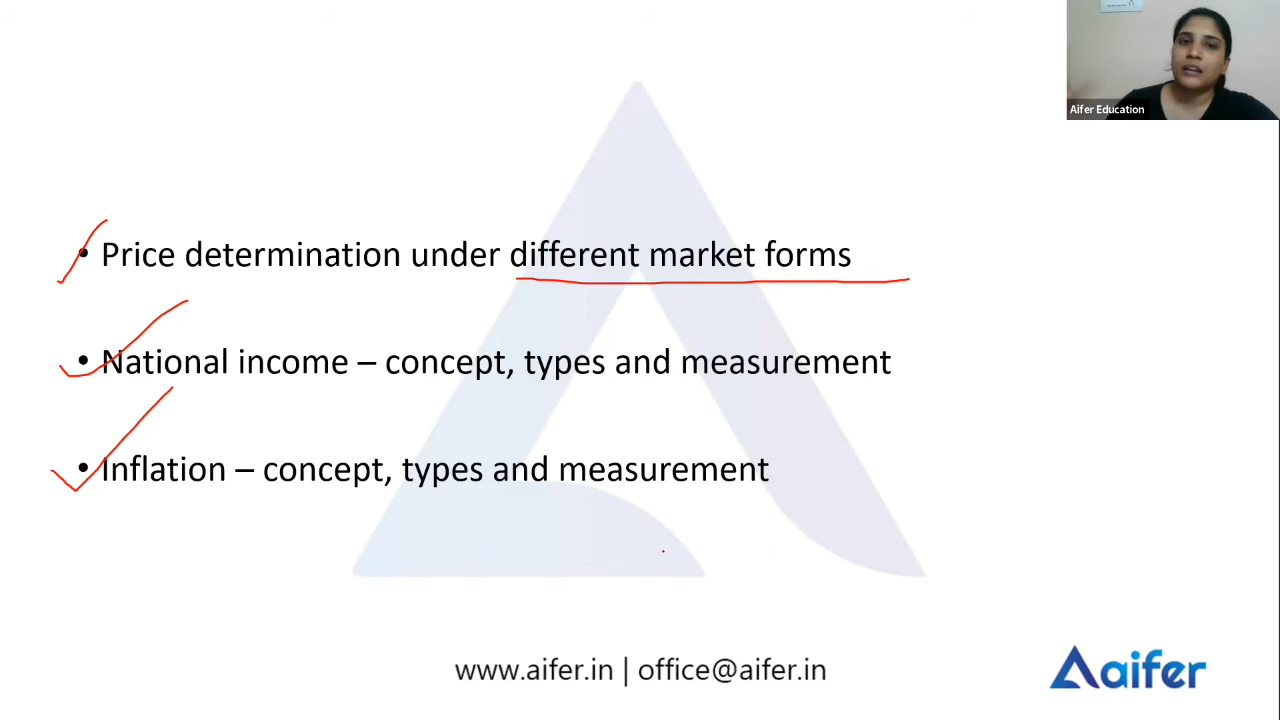 Aifer Education
• Price determination under different market forms
• National income – concept, types and measurement
• Inflation – concept, types and measurement
www.aifer.in | office@aifer.in
aifer